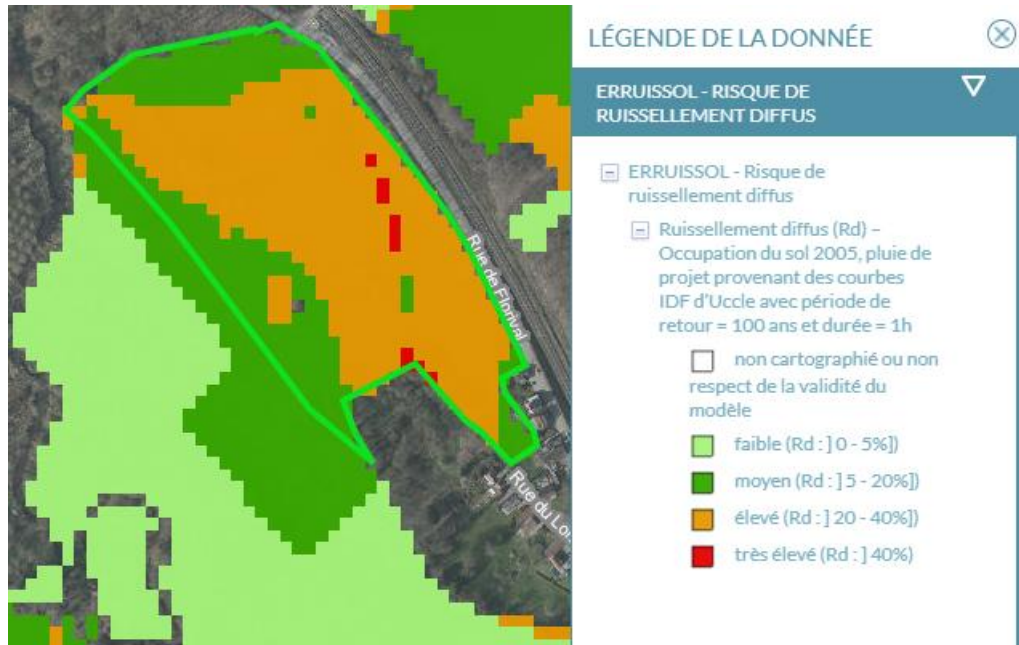 Rue de Florival
Rue du Lou
LÉGENDE DE LA DONNÉE
ERRUISSOL - RISQUE DE
RUISSELLEMENT DIFFUS
ERRUISSOL - Risque de
ruissellement diffus
Ruissellement diffus (Rd) –
Occupation du sol 2005, pluie de
projet provenant des courbes
IDF d'Uccle avec période de
retour = 100 ans et durée = 1h
non cartographié ou non
respect de la validité du
modèle
faible (Rd : ] 0 - 5%])
moyen (Rd : ] 5 - 20%])
élevé (Rd : ] 20 - 40%])
très élevé (Rd : ] 40%)